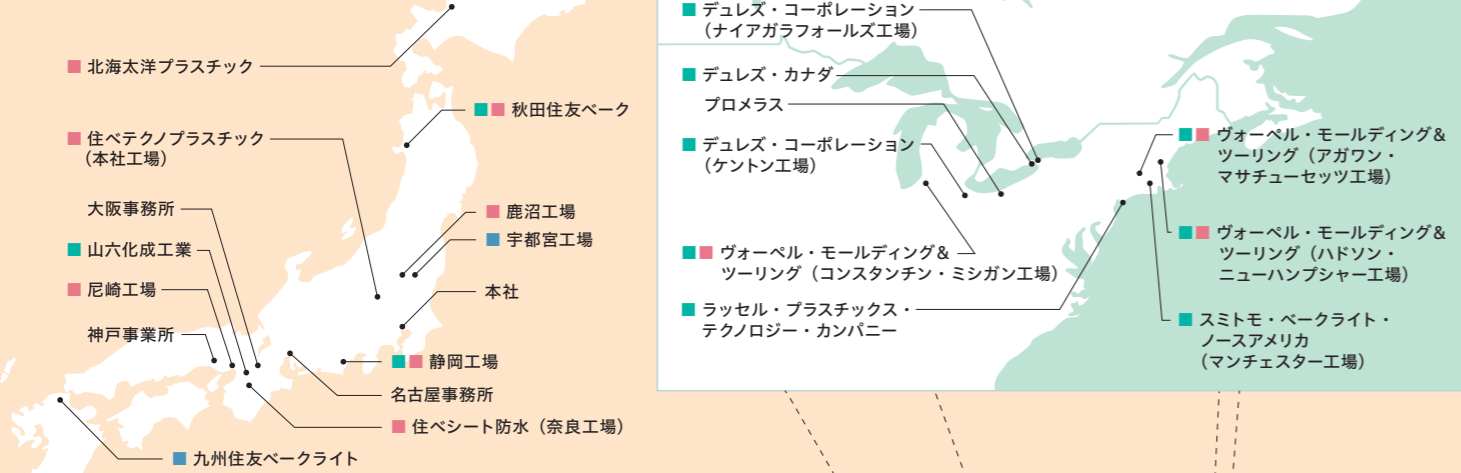 北海太洋プラスチック
秋田住友ベーク
住べテクノプラスチック
（本社工場）
大阪事務所
鹿沼工場
宇都宮工場
山六化成工業
尼崎工場
本社
神戸事業所
静岡工場
名古屋事務所
住べシート防水（奈良工場）
九州住友ベークライト
デュレズ・コーポレーション
（ナイアガラフォールズ工場）
デュレズ・カナダ
プロメラス
デュレズ・コーポレーション
（ケントン工場）
ヴォーペル・モールディング＆
ツーリング（コンスタンチン・ミシガン工場）
ラッセル・プラスチックス・
テクノロジー・カンパニー
ヴォーペル・モールディング＆
ツーリング（アガワン・
マサチューセッツ工場）
ヴォーペル・モールディング＆
ツーリング（ハドソン・
ニューハンプシャー工場）
スミトモ・ベークライト・
ノースアメリカ
（マンチェスター工場）